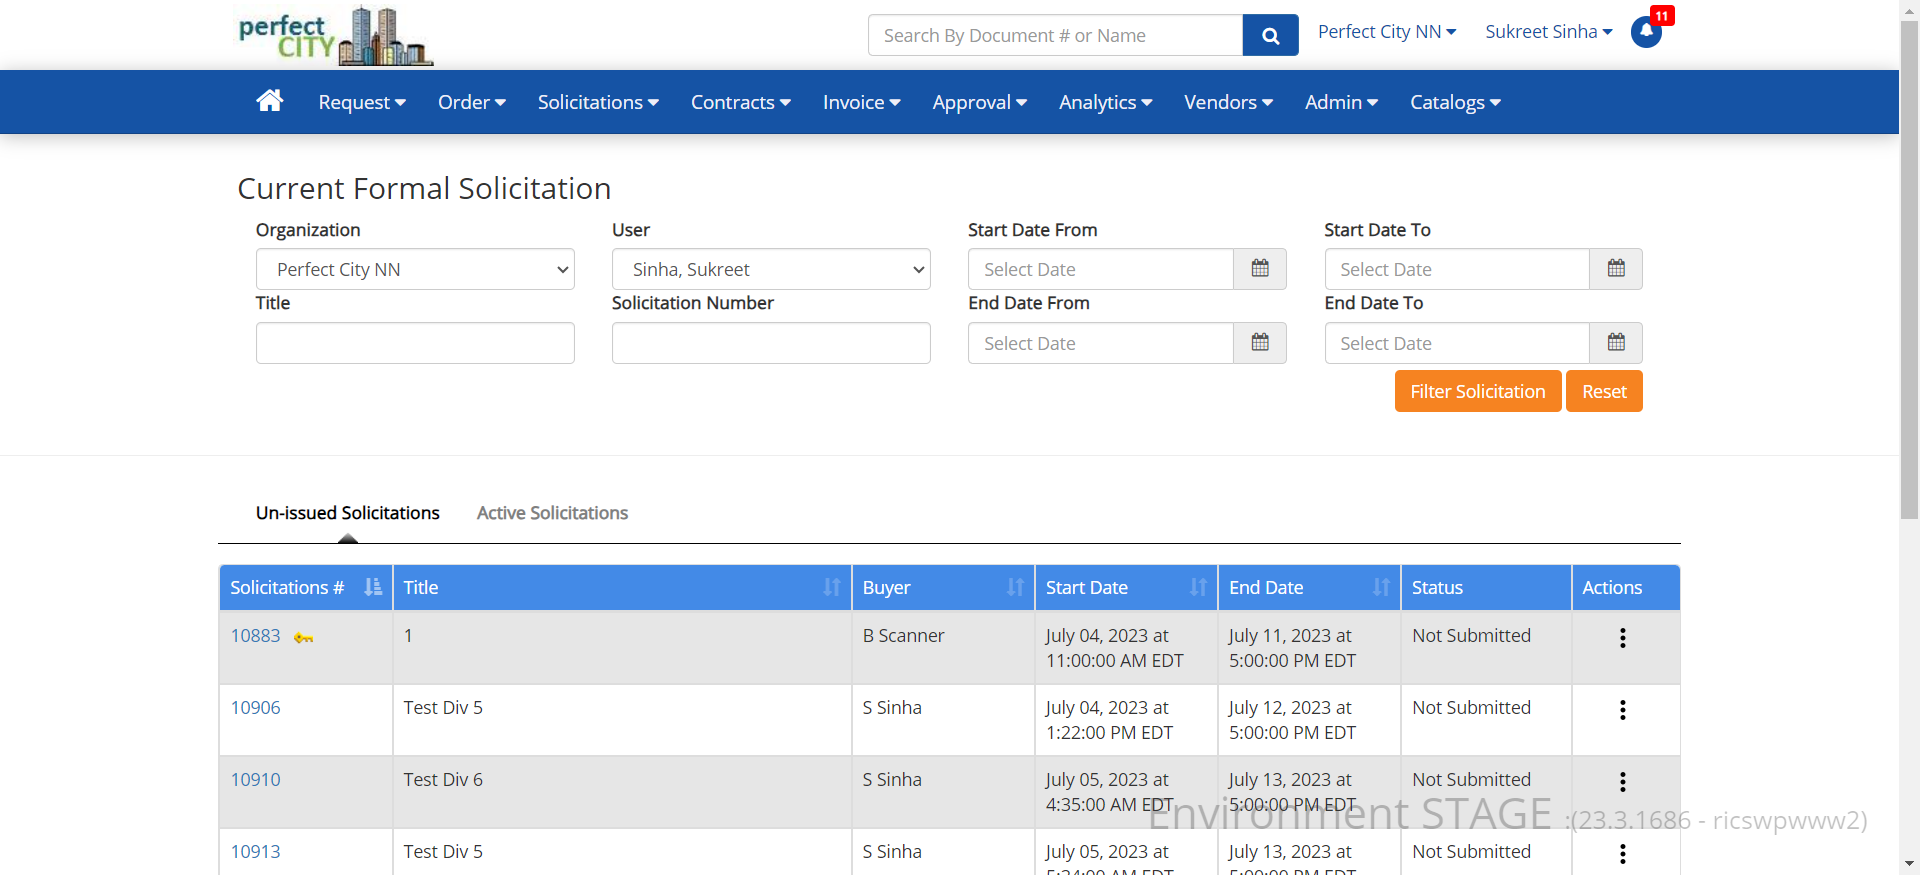 perfect
CITY
Search By Document # or Name
Perfect City NN
Sukreet Sinha
11
Request
Order
Solicitations
Contracts
Invoice
Approval
Analytics
Vendors
Admin
Catalogs
Current Formal Solicitation
Organization
User
Start Date From
Start Date To
Perfect City NN
Sinha, Sukreet
Select Date
Select Date
Title
Solicitation Number
End Date From
End Date To
Select Date
Select Date
Filter Solicitation
Reset
Un-issued Solicitations
Active Solicitations
Solicitations #
Title
Buyer
Start Date
End Date
Status
Actions
10883
1
B Scanner
July 04, 2023 at
11:00:00 AM EDT
July 11, 2023 at
5:00:00 PM EDT
Not Submitted
10906
Test Div 5
S Sinha
July 04, 2023 at
1:22:00 PM EDT
July 12, 2023 at
5:00:00 PM EDT
Not Submitted
10910
Test Div 6
S Sinha
July 05, 2023 at
4:35:00 AM EDT
July 13, 2023 at
5:00:00 PM EDT
Not Submitted
Environment STAGE :(23.3.1686 - ricswpwww2)
10913
Test Div 5
S Sinha
July 05, 2023 at
July 13, 2023 at
Not Submitted